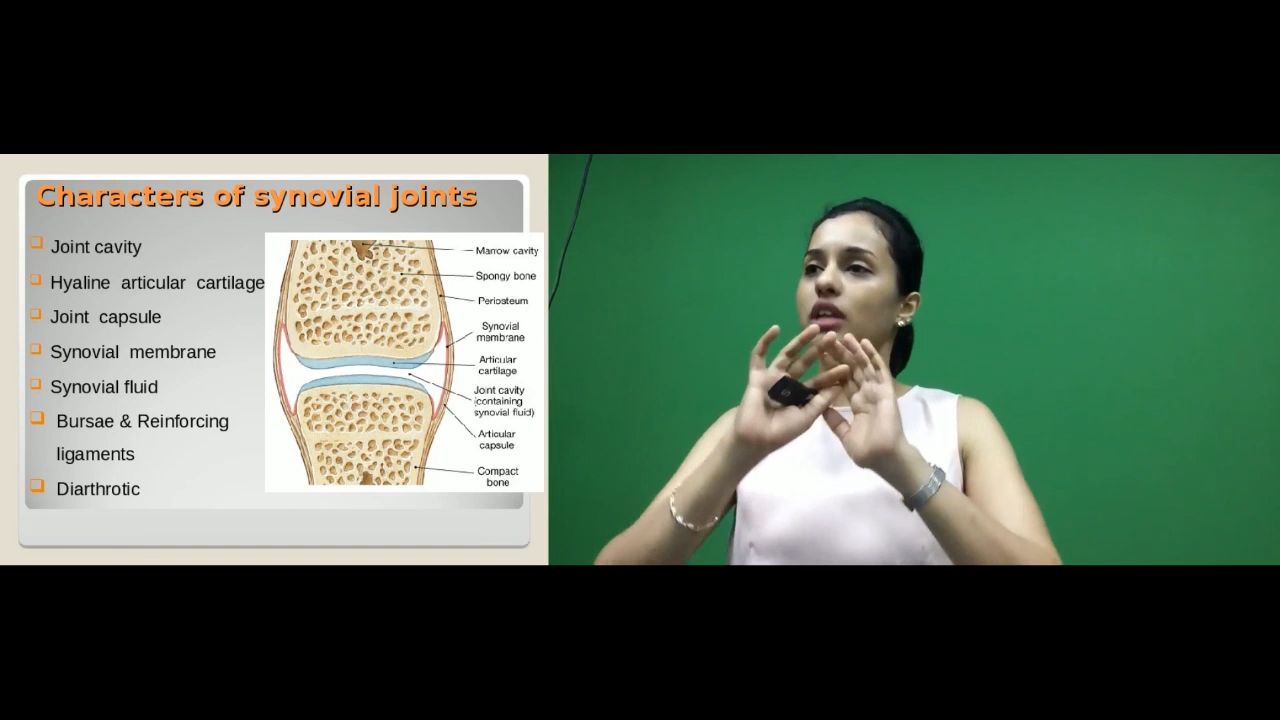 Characters of synovial joints
Joint cavity
Hyaline articular cartilage
Joint capsule
Synovial membrane
Synovial fluid
Bursae & Reinforcing
ligaments
Diarthrotic
Marrow cavity
Spongy bone
Periosteum
Synovial
membrane
Articular
cartilage
Joint cavity
(containing
synovial fluid)
Articular
capsule
Compact
bone